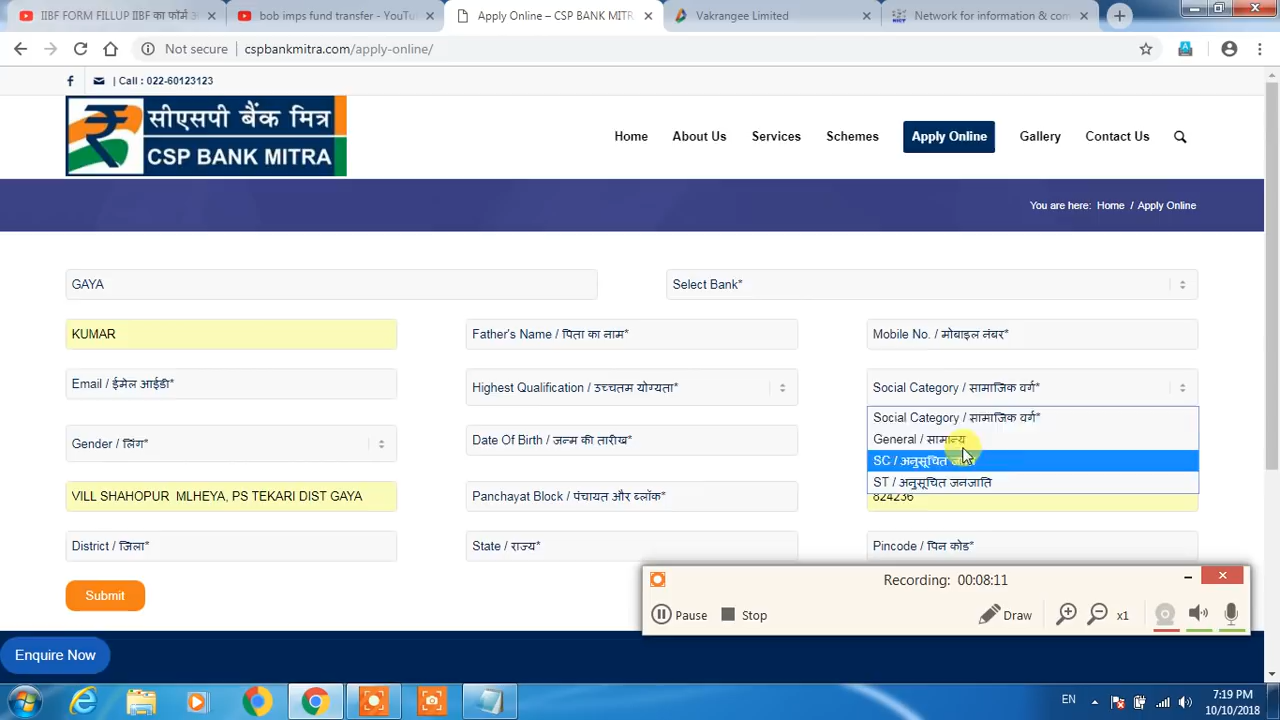 IIBF FORM FILLUP IIBF का फॉर्म
bob imps fund transfer - YouTu
Apply Online – CSP BANK MITR
Vakrangee Limited
Network for information & com
Not secure
cspbankmitra.com/apply-online/
| Call : 022-60123123
सीएसपी बैंक मित्र
CSP BANK MITRA
Home
About Us
Services
Schemes
Apply Online
Gallery
Contact Us
You are here: Home / Apply Online
GAYA
Select Bank*
KUMAR
Father's Name / पिता का नाम*
Mobile No. / मोबाइल नंबर*
Email / ईमेल आईडी*
Highest Qualification / उच्चतम योग्यता*
Social Category / सामाजिक वर्ग*
Social Category / सामाजिक वर्ग*
General / सामान्य
SC / अनुसूचित
ST / अनुसूचित जनजाति
Gender / लिंग*
Date Of Birth / जन्म की तारीख*
VILL SHAHOPUR MLHEYA, PS TEKARI DIST GAYA
Panchayat Block / पंचायत और ब्लॉक*
824236
District / जिला*
State / राज्य*
Pincode / पिन कोड*
Submit
Recording: 00:08:11
Pause
Stop
Draw
x1
Enquire Now
EN
7:19 PM
10/10/2018